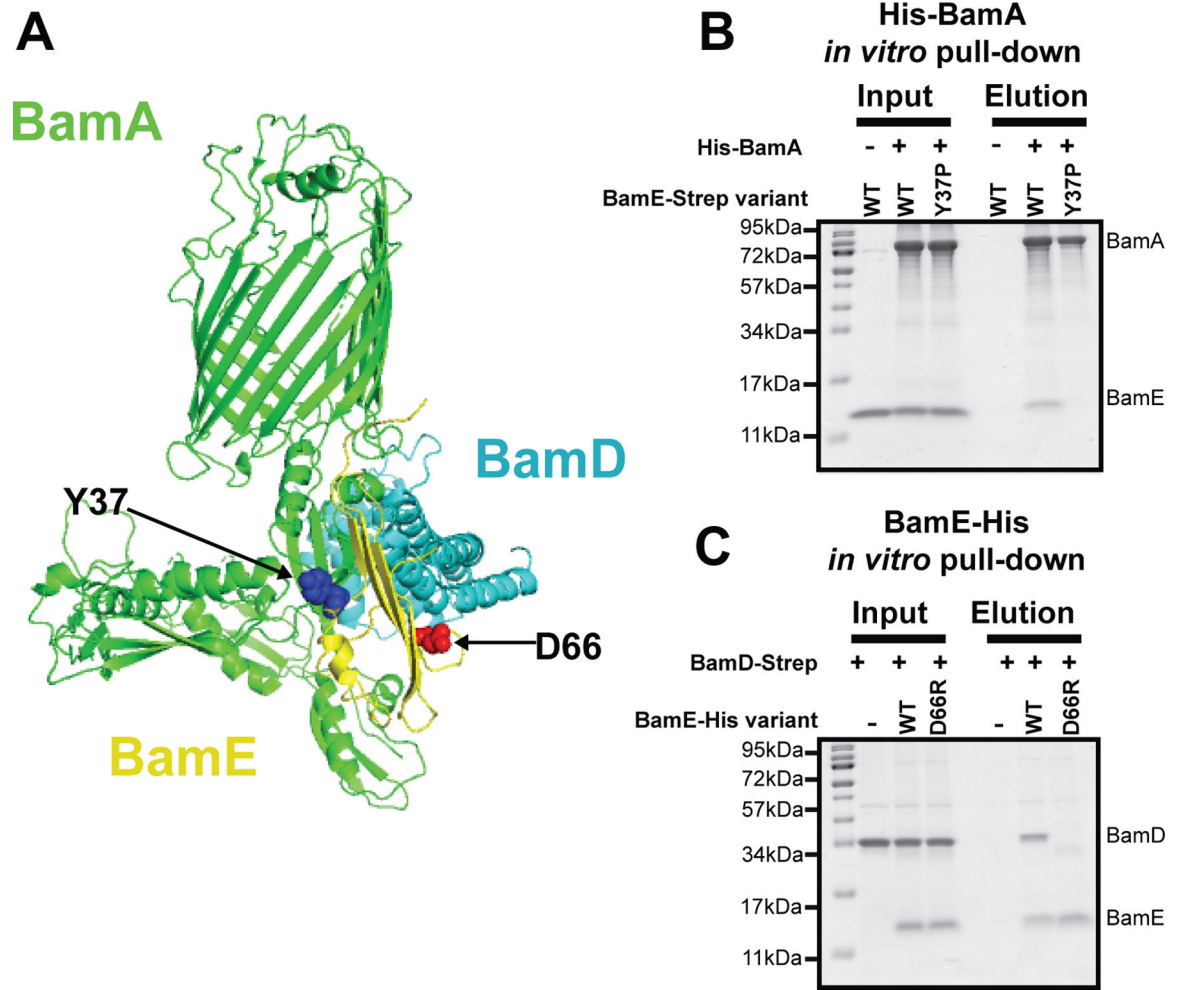 A
BamA
BamD
Y37
D66
BamE
B
His-BamA
in vitro pull-down
Input Elution
His-BamA - + + - + +
BamE-Strep variant WT WT Y37P WT WT Y37P
95kDa
BamA
72kDa
57kDa
34kDa
17kDa
BamE
11kDa
C
BamE-His
in vitro pull-down
Input Elution
BamD-Strep + + + + + +
BamE-His variant - WT D66R - WT D66R
95kDa
72kDa
57kDa
BamD
34kDa
17kDa
BamE
11kDa